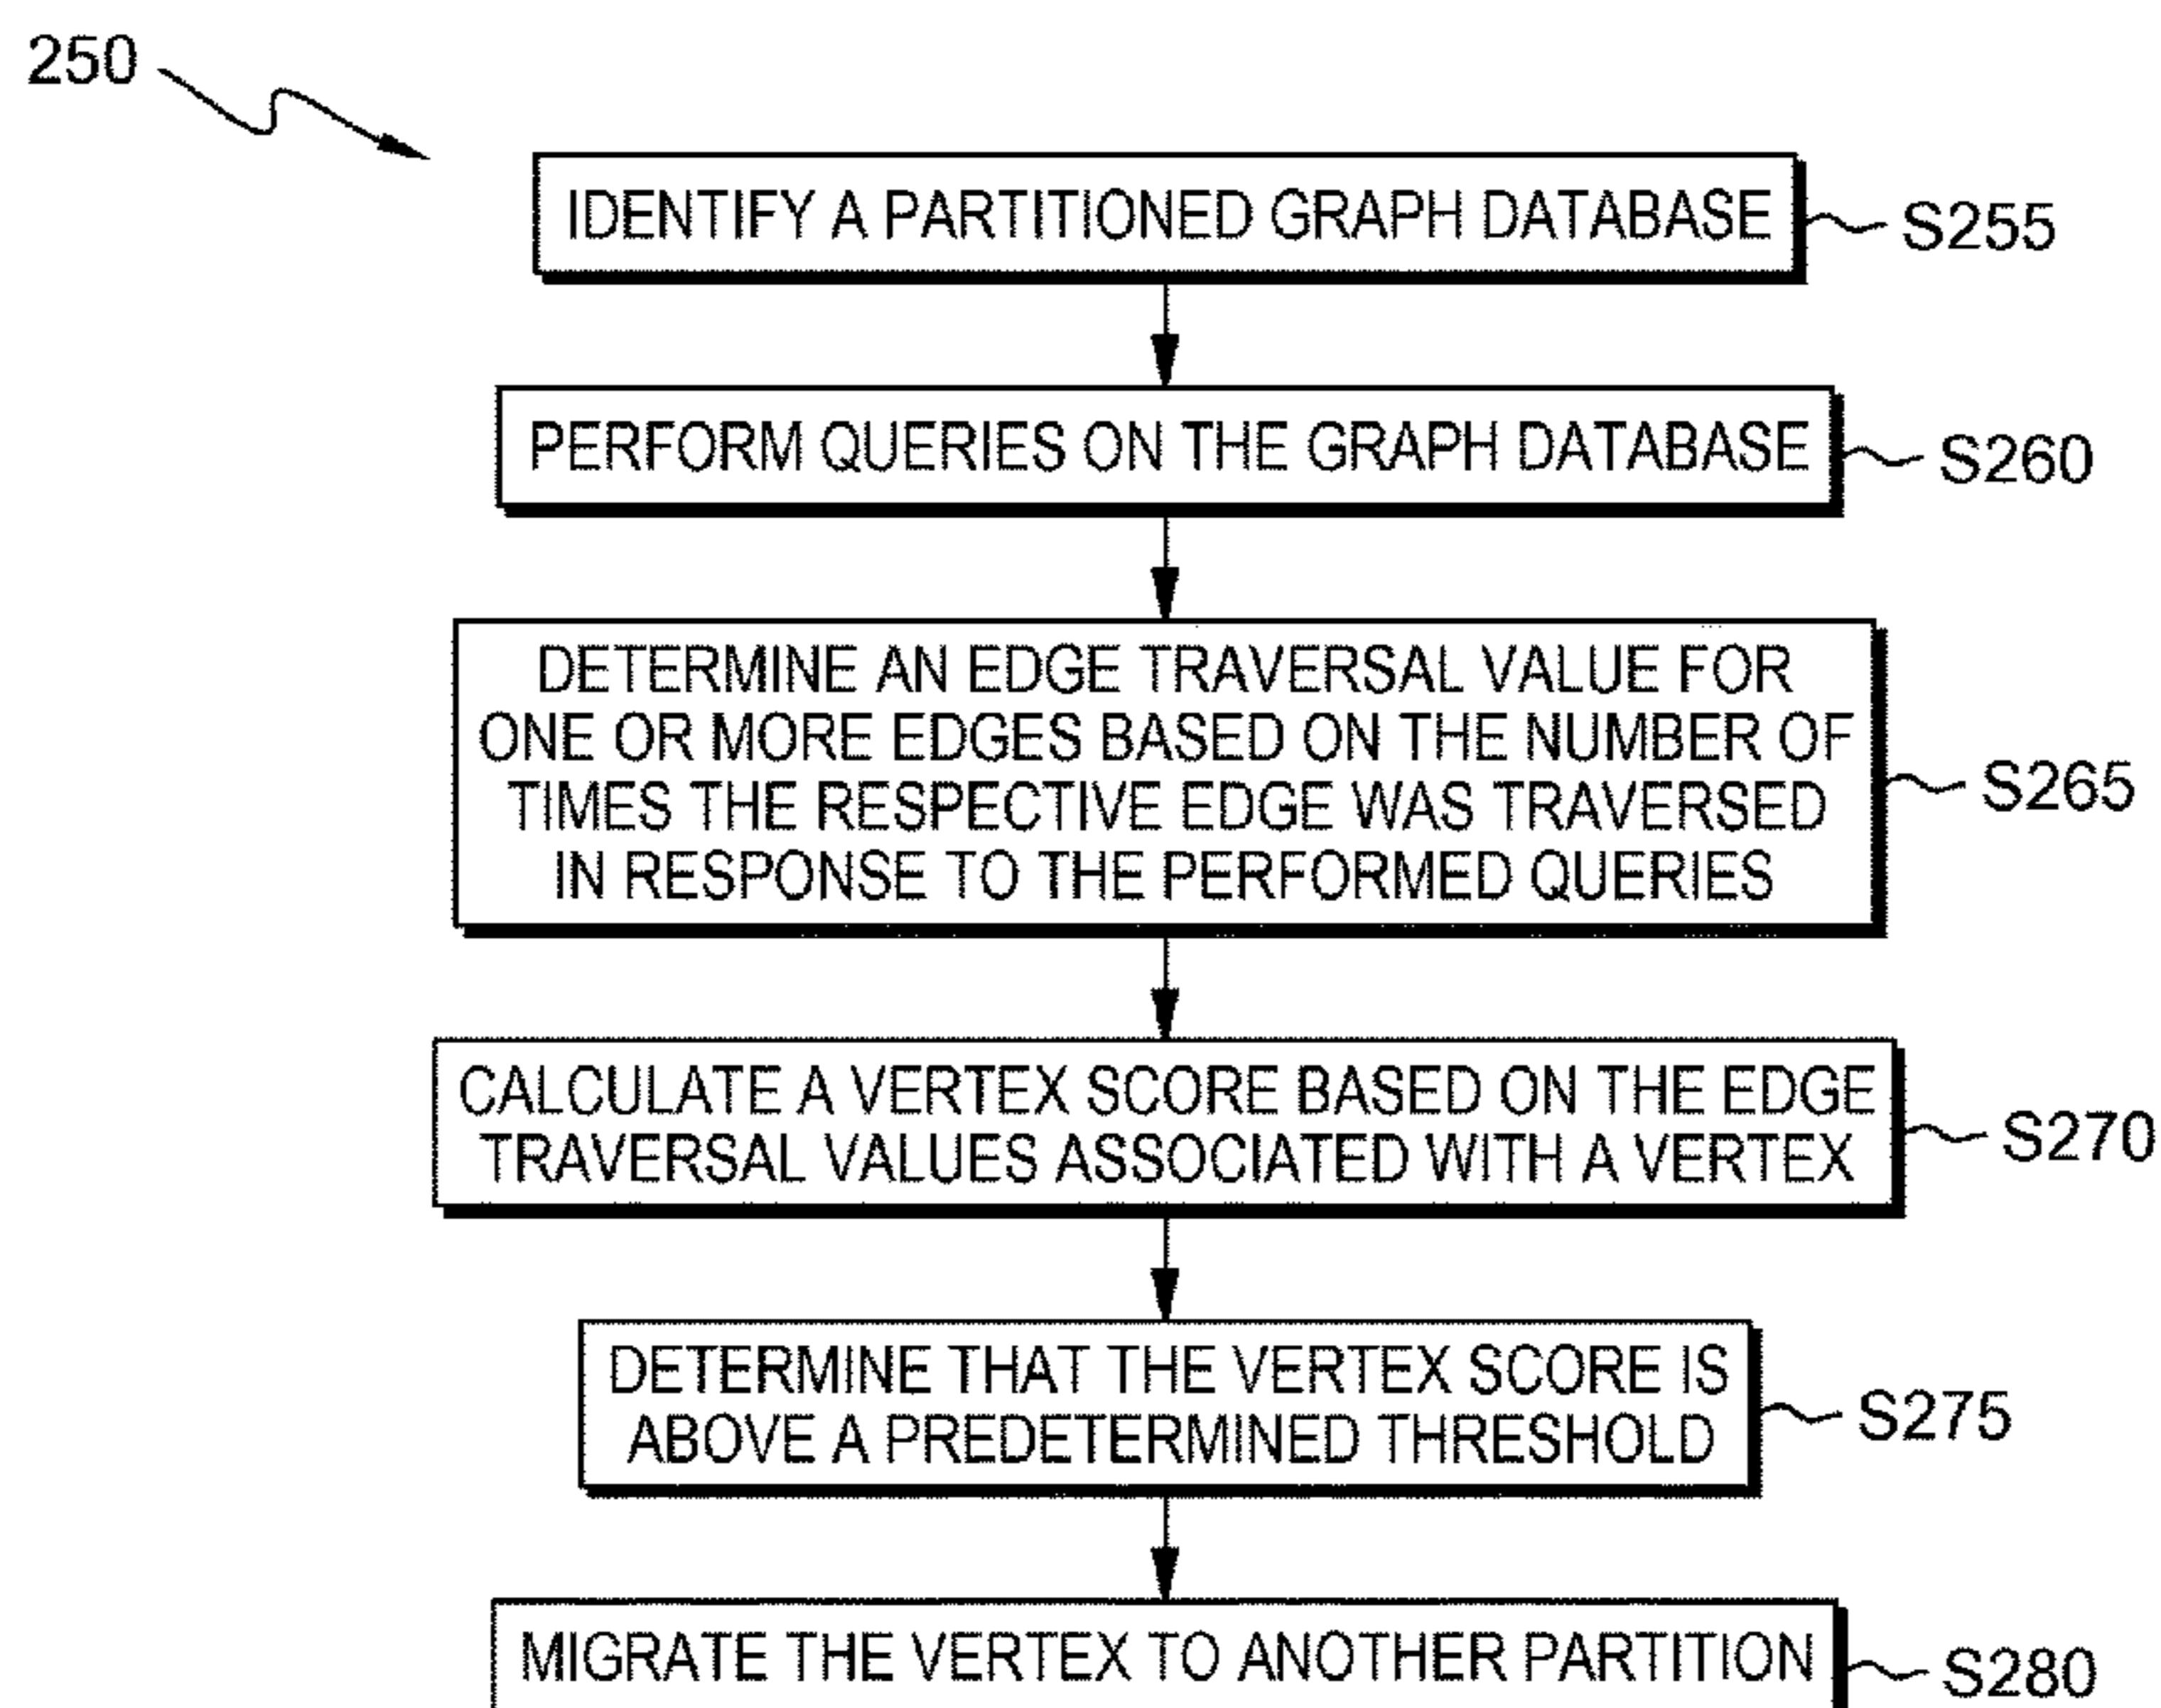 250
IDENTIFY A PARTITIONED GRAPH DATABASE
S255
PERFORM QUERIES ON THE GRAPH DATABASE
S260
DETERMINE AN EDGE TRAVERSAL VALUE FOR
ONE OR MORE EDGES BASED ON THE NUMBER OF
TIMES THE RESPECTIVE EDGE WAS TRAVERSED
IN RESPONSE TO THE PERFORMED QUERIES
S265
CALCULATE A VERTEX SCORE BASED ON THE EDGE
TRAVERSAL VALUES ASSOCIATED WITH A VERTEX
S270
DETERMINE THAT THE VERTEX SCORE IS
ABOVE A PREDETERMINED THRESHOLD
S275
MIGRATE THE VERTEX TO ANOTHER PARTITION
S280